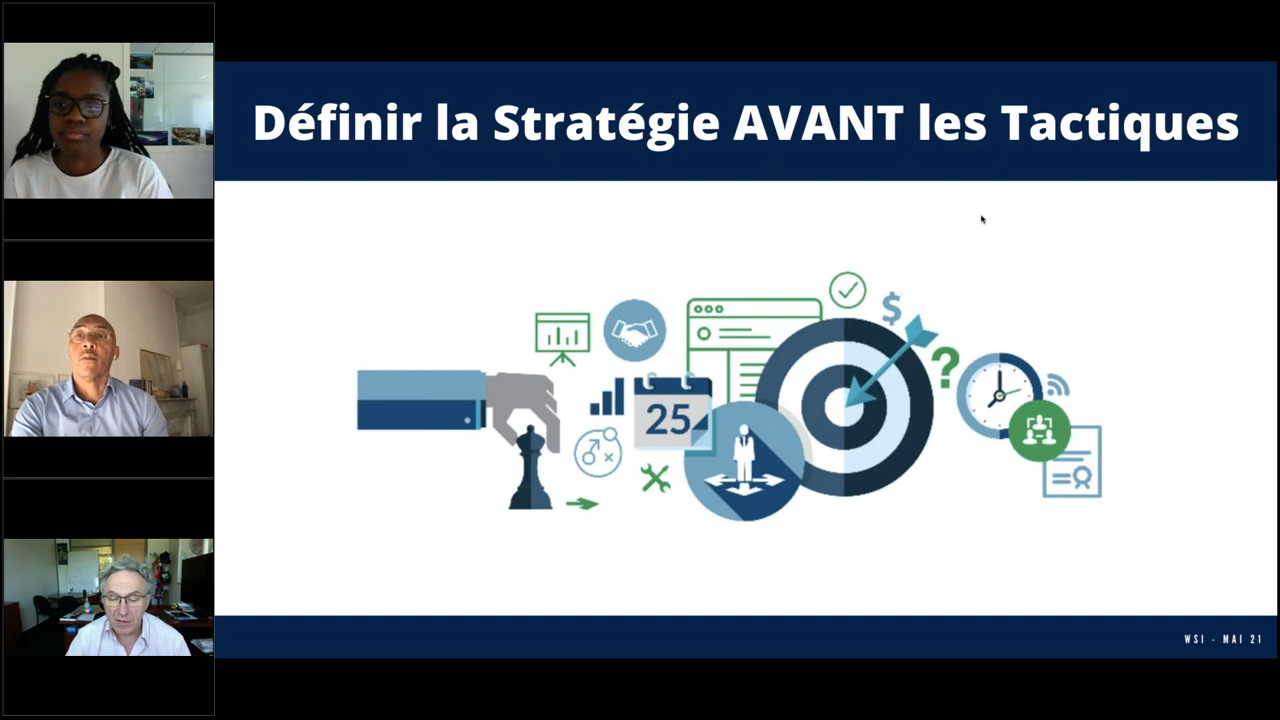 Définir la Stratégie AVANT les Tactiques
$
?
25
WSI - MAI 21